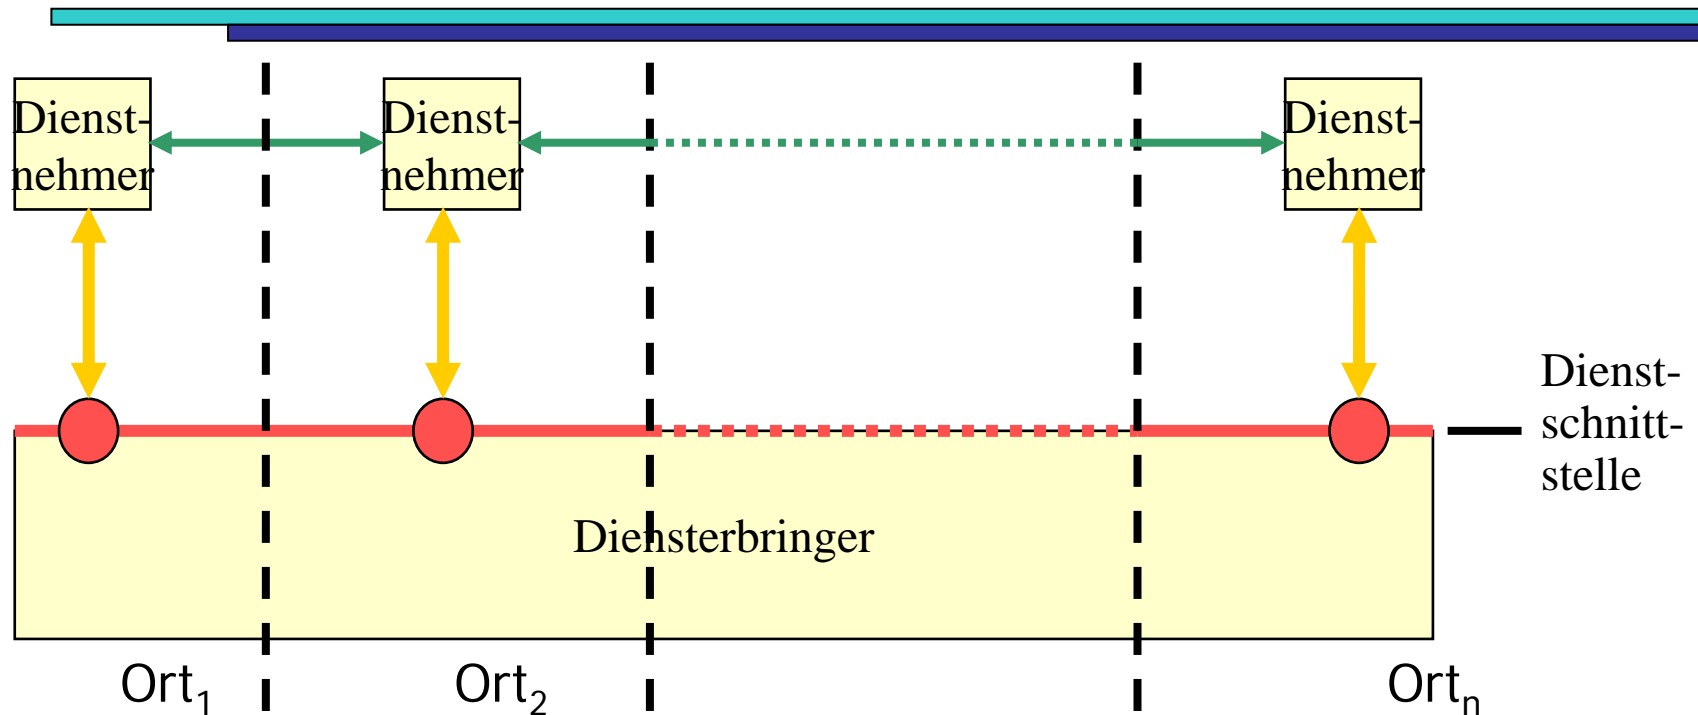 Dienst-
nehmer
Dienst-
nehmer
Dienst-
nehmer
Dienst-
schnitt-
stelle
Diensterbringer
Ort1
Ort2
Ortn